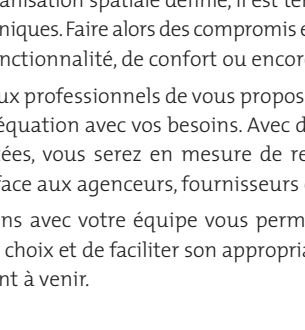 anisation spatiale définie, il est te
niques. Faire alors des compromis e
nctionnalité, de confort ou encor
ux professionnels de vous propos
équation avec vos besoins. Avec d
ées, vous serez en mesure de re
face aux agenceurs, fournisseurs
ns avec votre équipe vous perm
choix et de faciliter son appropria
nt à venir.